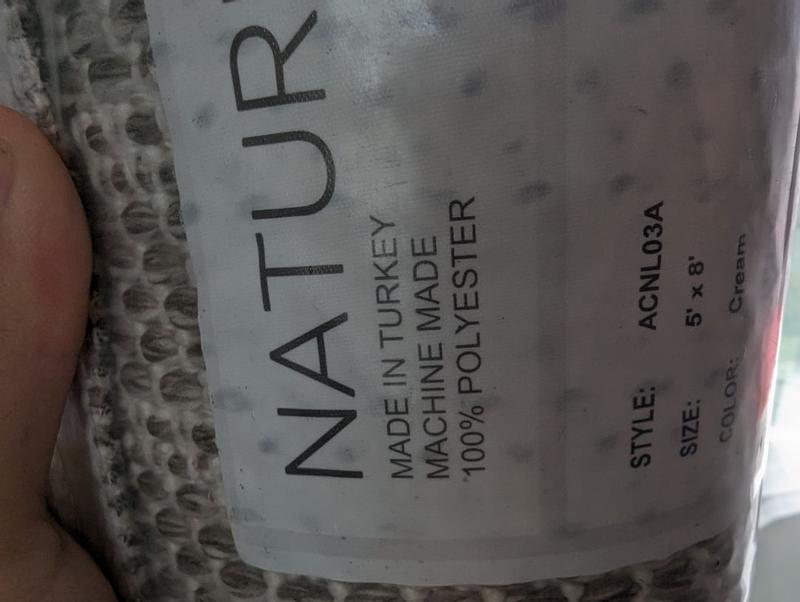 NATUR
MADE IN TURKEY
MACHINE MADE
100% POLYESTER
STYLE: ACNL03A
SIZE: 5' x 8'
COLOR: Cream